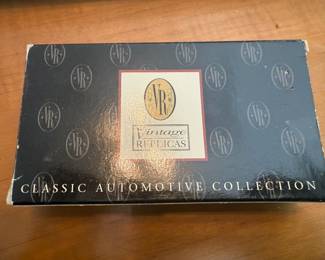 VR
Vintage
REPLICAS
CLASSIC AUTOMOTIVE COLLECTION